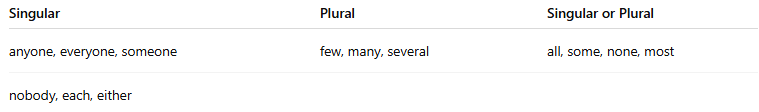 Singular Plural Singular or Plural
anyone, everyone, someone few, many, several all, some, none, most
nobody, each, either